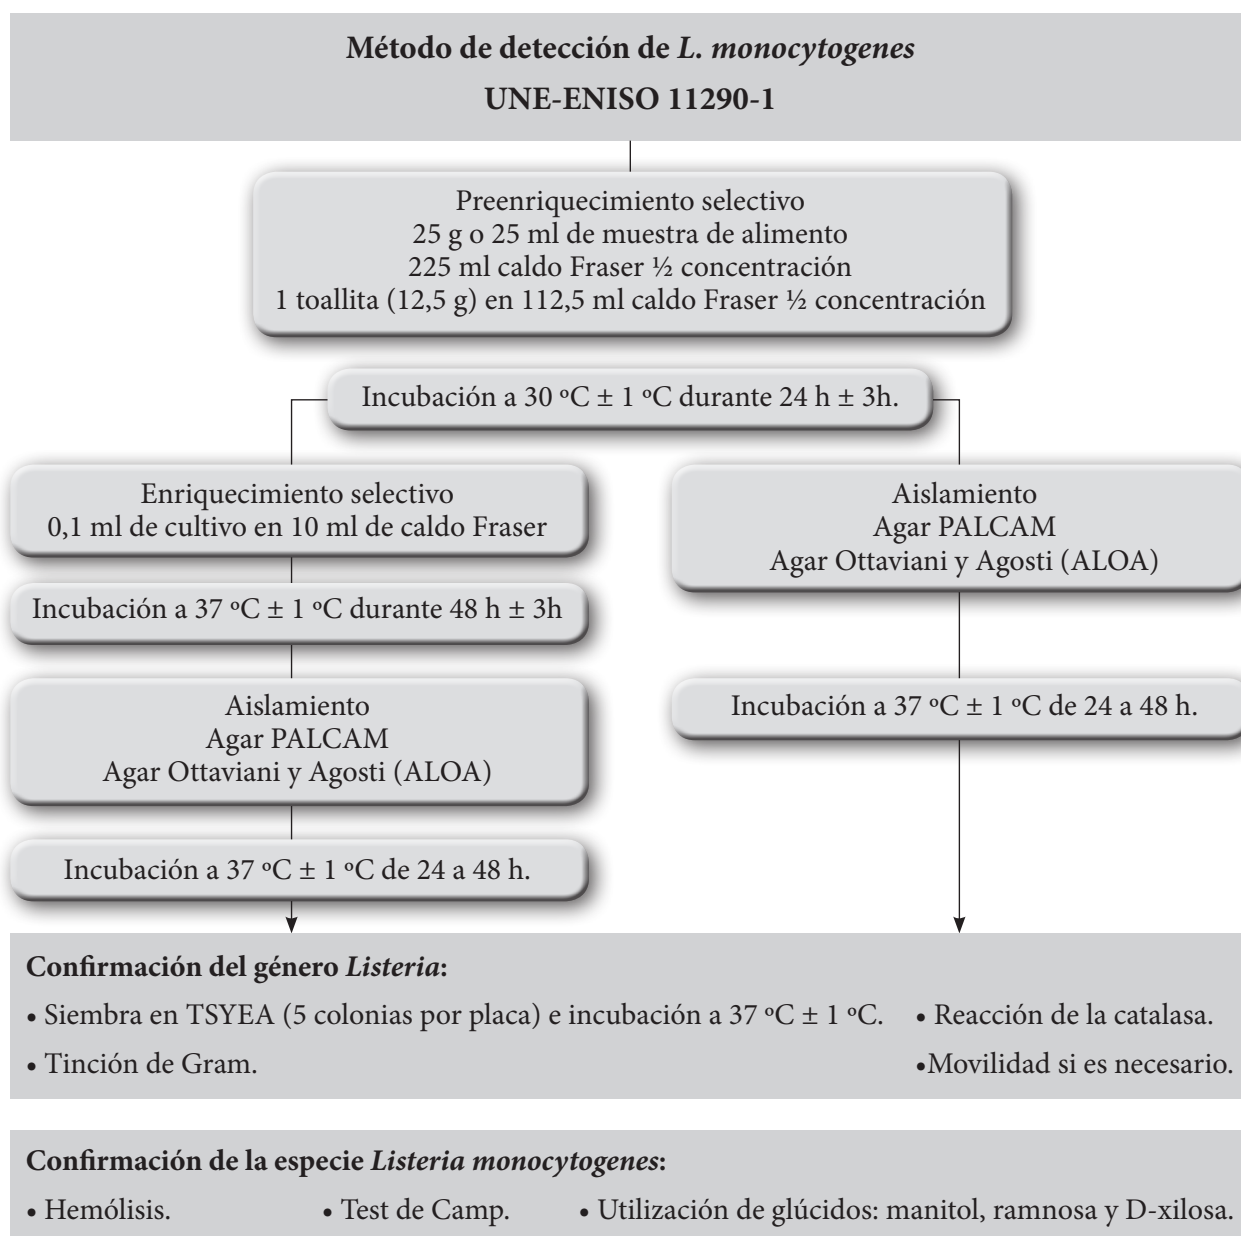 Método de detección de L. monocytogenes
UNE-ENISO 11290-1
Preenriquecimiento selectivo
25 g o 25 ml de muestra de alimento
225 ml caldo Fraser ½ concentración
1 toallita (12,5 g) en 112,5 ml caldo Fraser ½ concentración
Incubación a 30 ºC ± 1 ºC durante 24 h ± 3h.
Enriquecimiento selectivo
0,1 ml de cultivo en 10 ml de caldo Fraser
Incubación a 37 ºC ± 1 ºC durante 48 h ± 3h
Aislamiento
Agar PALCAM
Agar Ottaviani y Agosti (ALOA)
Incubación a 37 ºC ± 1 ºC de 24 a 48 h.
Aislamiento
Agar PALCAM
Agar Ottaviani y Agosti (ALOA)
Incubación a 37 ºC ± 1 ºC de 24 a 48 h.
Confirmación del género Listeria:
• Siembra en TSYEA (5 colonias por placa) e incubación a 37 ºC ± 1 ºC. • Reacción de la catalasa.
• Tinción de Gram. •Movilidad si es necesario.
Confirmación de la especie Listeria monocytogenes:
• Hemólisis. • Test de Camp. • Utilización de glúcidos: manitol, ramnosa y D-xilosa.